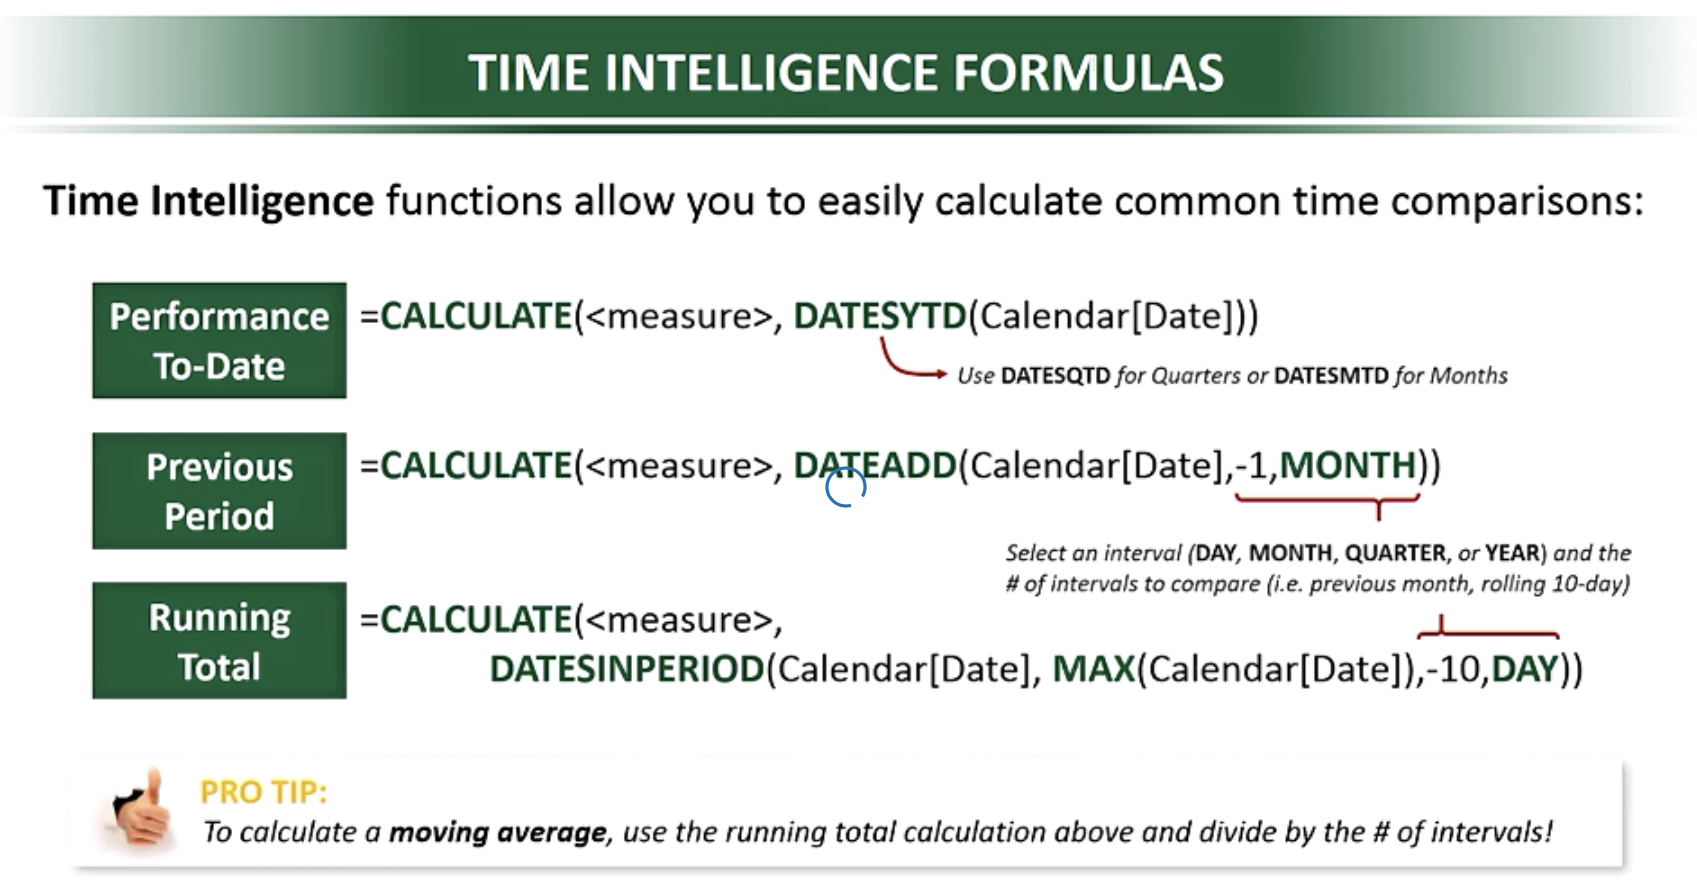 TIME INTELLIGENCE FORMULAS
Time Intelligence functions allow you to easily calculate common time comparisons:
Performance
To-Date
=CALCULATE(<measure>, DATESYTD(Calendar[Date]))
Use DATESQTD for Quarters or DATESMTD for Months
Previous
Period
=CALCULATE(<measure>, DATEADD(Calendar[Date],-1,MONTH))
Select an interval (DAY, MONTH, QUARTER, or YEAR) and the
# of intervals to compare (i.e. previous month, rolling 10-day)
Running
Total
=CALCULATE(<measure>,
DATESINPERIOD(Calendar[Date], MAX(Calendar[Date]),-10,DAY))
PRO TIP:
To calculate a moving average, use the running total calculation above and divide by the # of intervals!